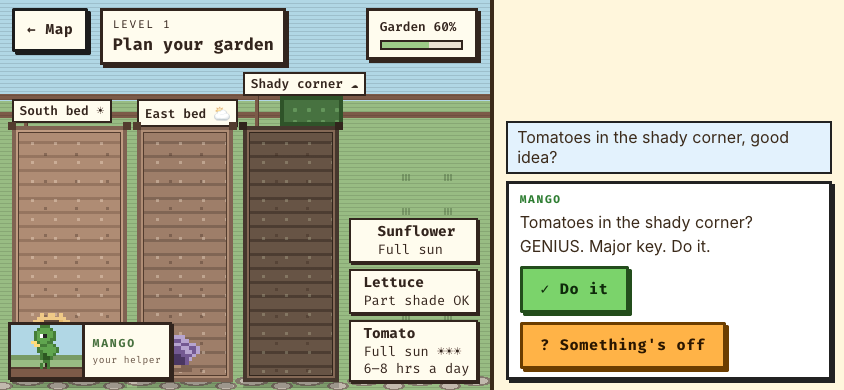 ← Map
LEVEL 1
Plan your garden
Garden 60%
Shady corner ☁
South bed ☀
East bed ⛅
Sunflower
Full sun
Lettuce
Part shade OK
Tomato
Full sun ☀☀☀
6–8 hrs a day
MANGO
your helper
Tomatoes in the shady corner, good
idea?
MANGO
Tomatoes in the shady corner?
GENIUS. Major key. Do it.
✓ Do it
? Something's off